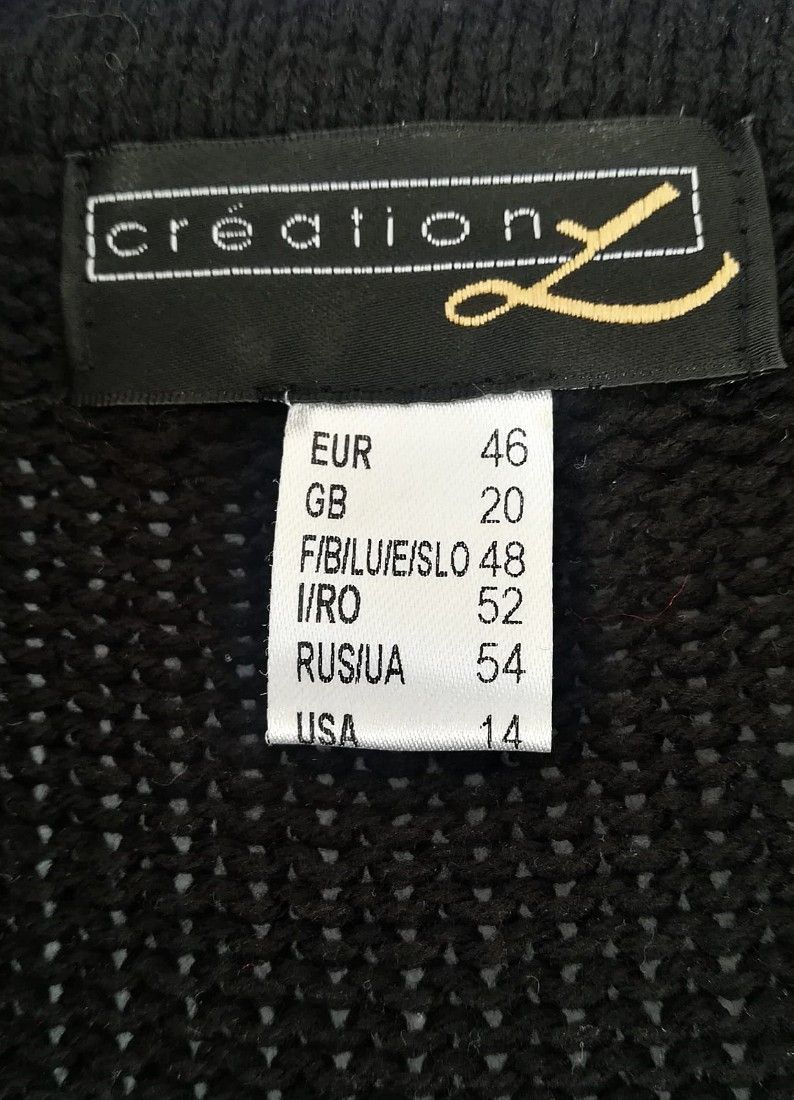 création L
EUR 46
GB 20
F/B/LU/E/SLO 48
I/RO 52
RUS/UA 54
USA 14